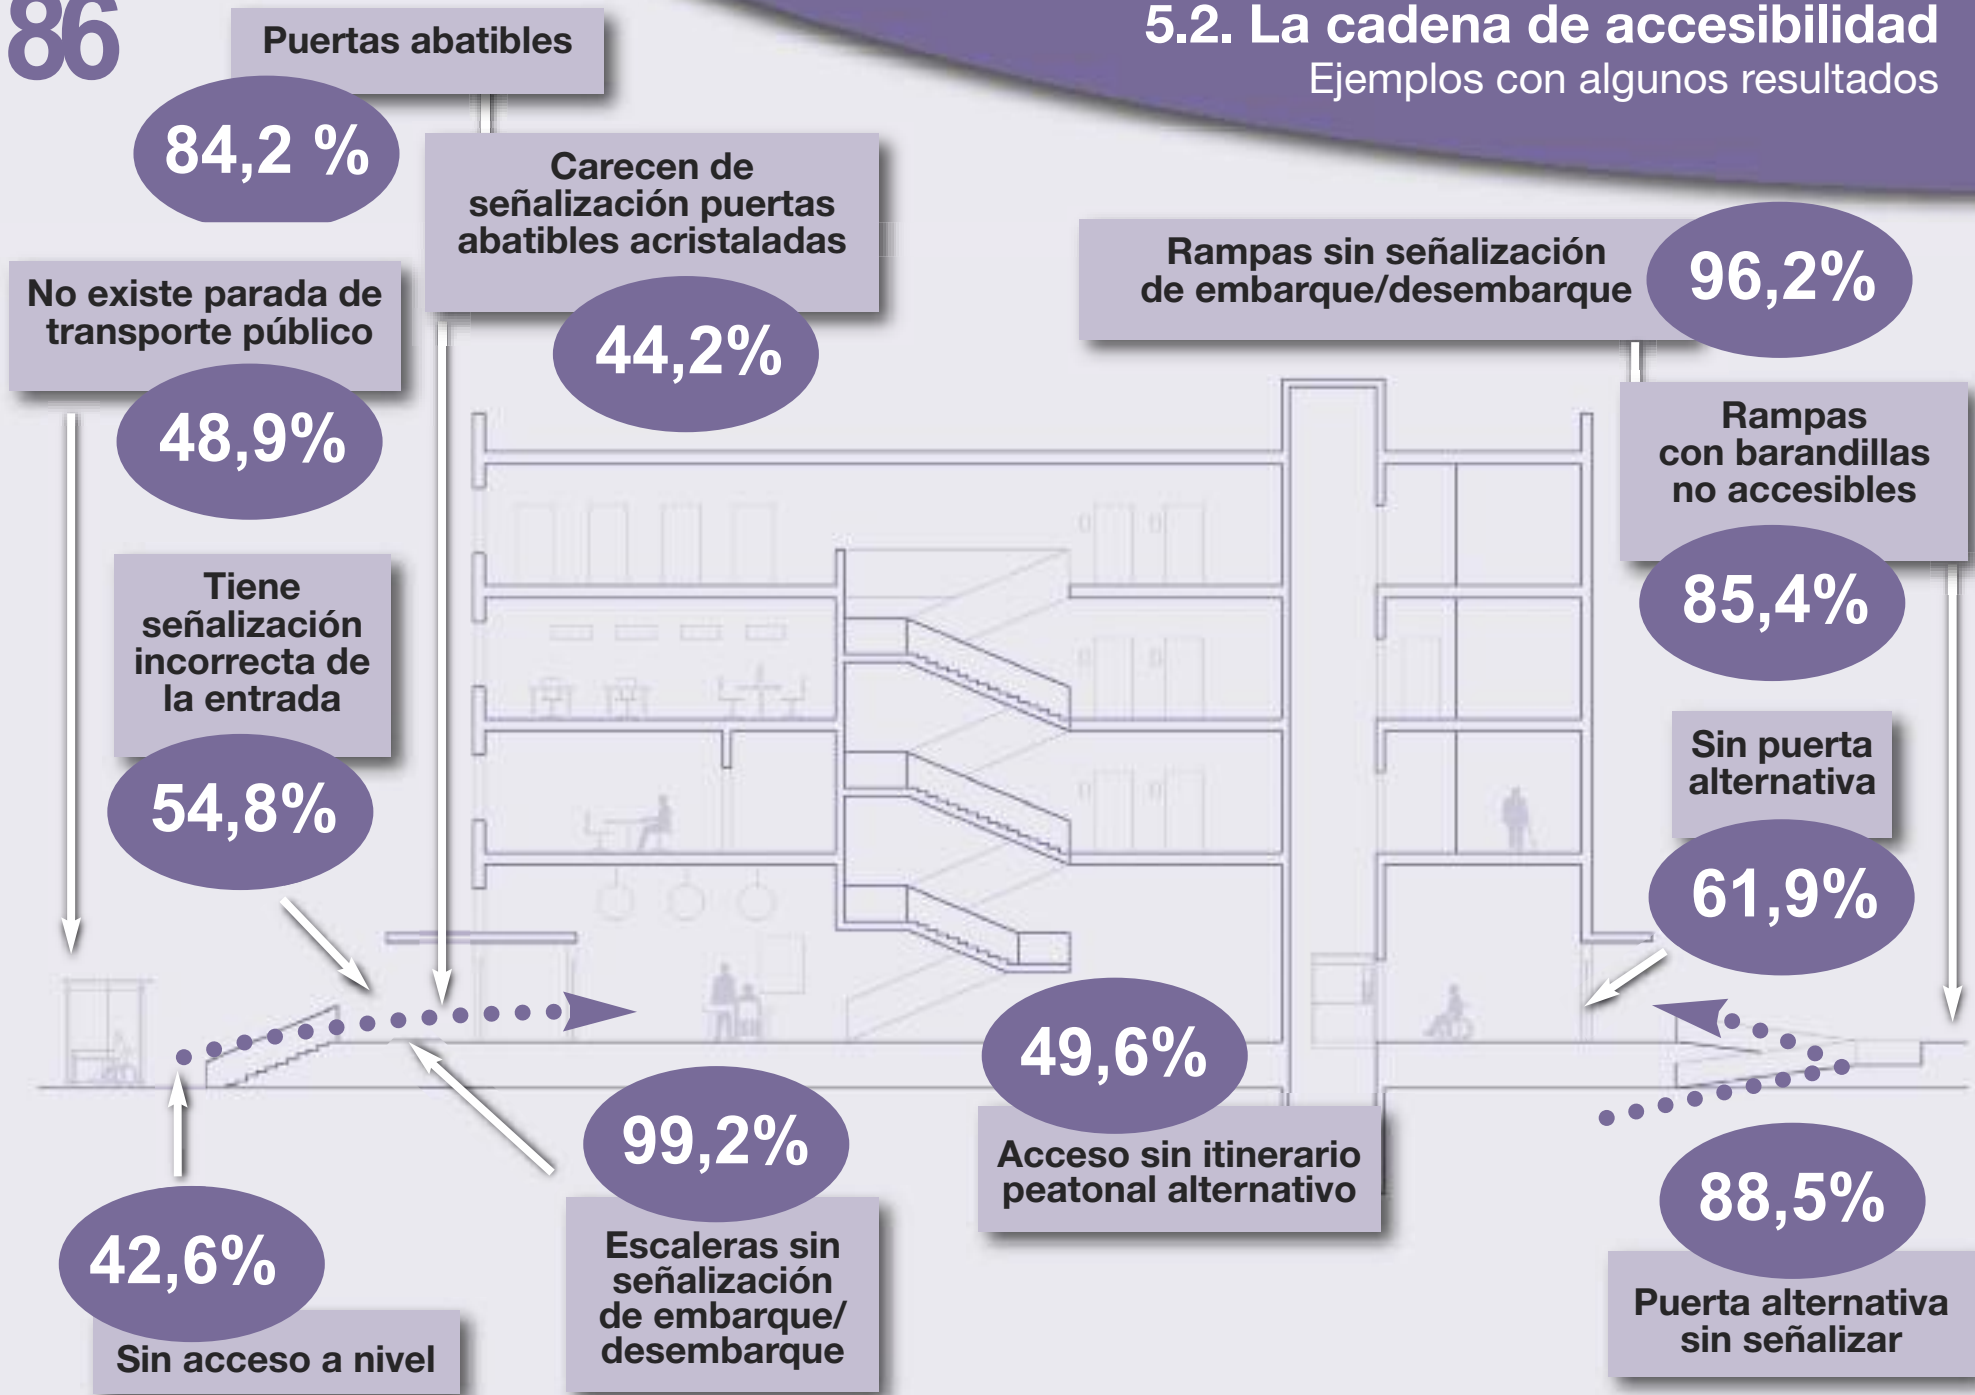 86
5.2. La cadena de accesibilidad
Ejemplos con algunos resultados
Puertas abatibles
84,2 %
Carecen de
señalización puertas
abatibles acristaladas
44,2%
No existe parada de
transporte público
48,9%
Tiene
señalización
incorrecta de
la entrada
54,8%
Rampas sin señalización
de embarque/desembarque
96,2%
Rampas
con barandillas
no accesibles
85,4%
Sin puerta
alternativa
61,9%
42,6%
Sin acceso a nivel
99,2%
Escaleras sin
señalización
de embarque/
desembarque
49,6%
Acceso sin itinerario
peatonal alternativo
88,5%
Puerta alternativa
sin señalizar